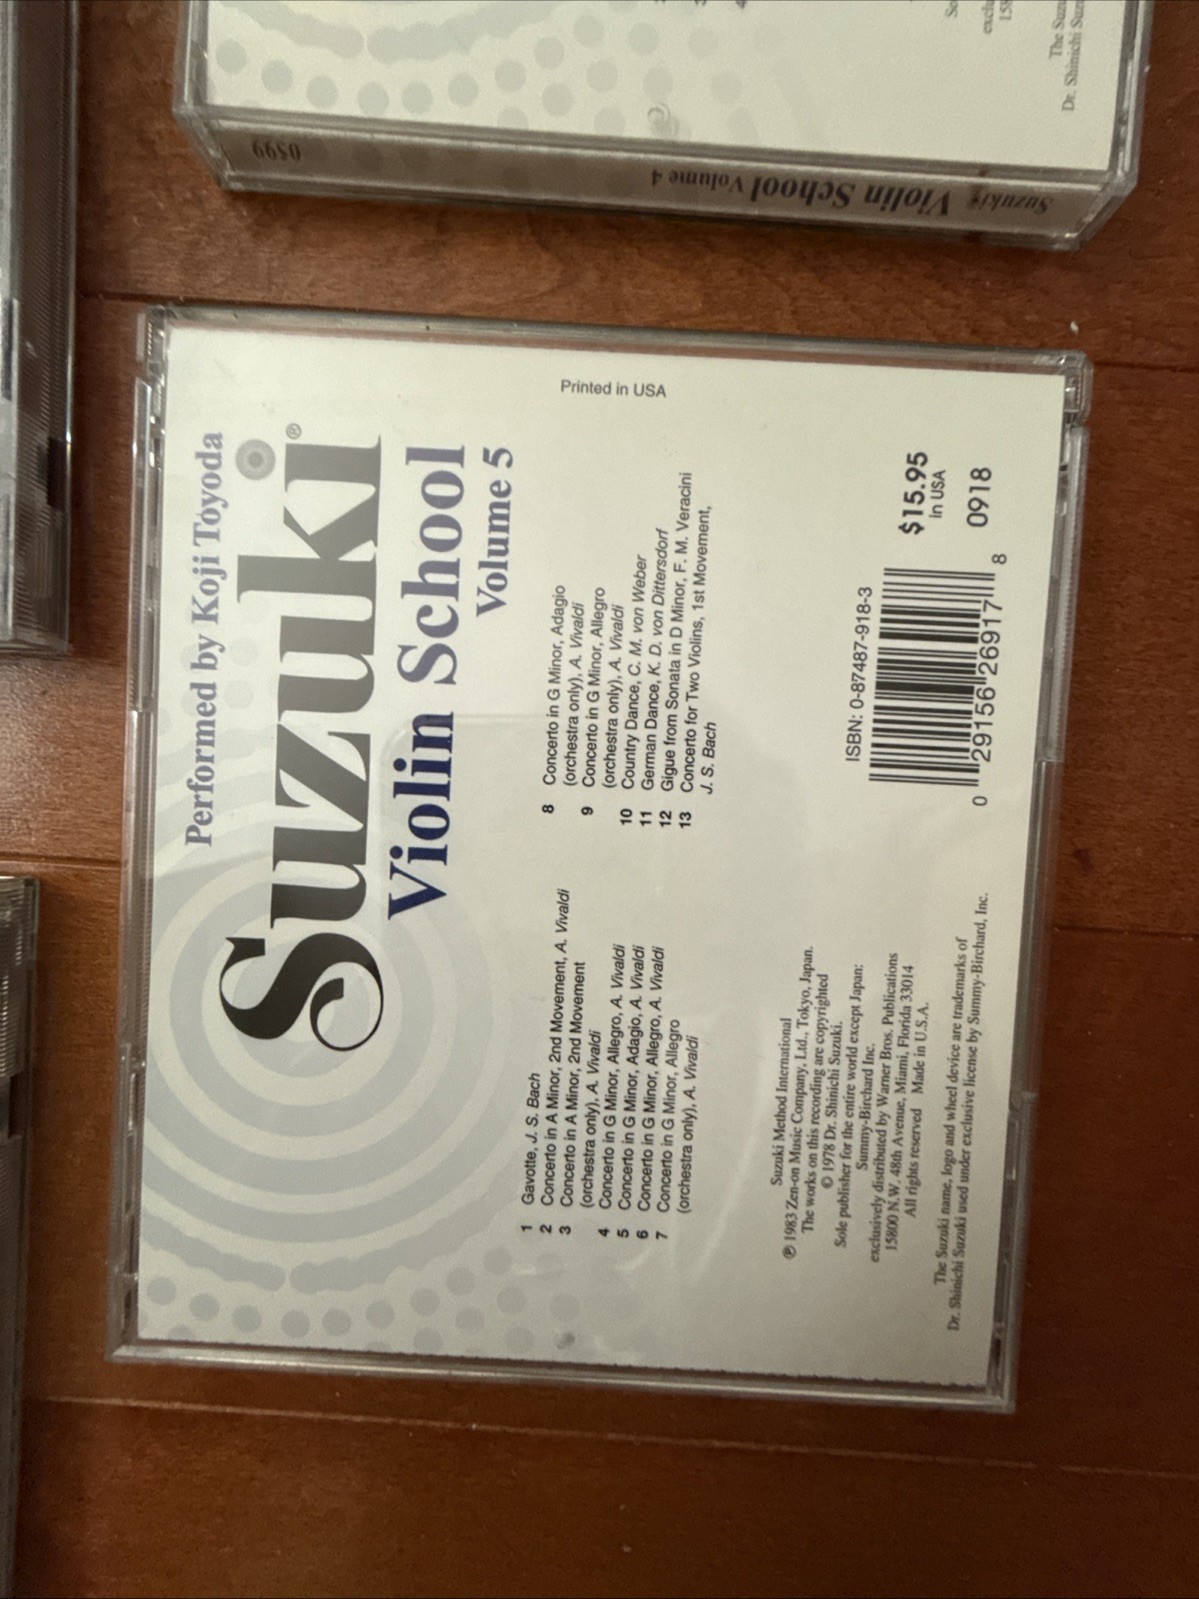 So
exclu
158
The Suzu
Dr. Shinichi Suz
0599
Suzuki Violin School Volume 4
Performed by Koji Toyoda
Suzuki®
Violin School
Volume 5
1 Gavotte, J. S. Bach
2 Concerto in A Minor, 2nd Movement, A. Vivaldi
3 Concerto in A Minor, 2nd Movement
(orchestra only), A. Vivaldi
4 Concerto in G Minor, Allegro, A. Vivaldi
5 Concerto in G Minor, Adagio, A. Vivaldi
6 Concerto in G Minor, Allegro, A. Vivaldi
7 Concerto in G Minor, Allegro
(orchestra only), A. Vivaldi
8 Concerto in G Minor, Adagio
(orchestra only), A. Vivaldi
9 Concerto in G Minor, Allegro
(orchestra only), A. Vivaldi
10 Country Dance, C. M. von Weber
11 German Dance, K. D. von Dittersdorf
12 Gigue from Sonata in D Minor, F. M. Veracini
13 Concerto for Two Violins, 1st Movement,
J. S. Bach
Printed in USA
Suzuki Method International
℗ 1983 Zen-on Music Company, Ltd., Tokyo, Japan.
The works on this recording are copyrighted
© 1978 Dr. Shinichi Suzuki.
Sole publisher for the entire world except Japan:
Summy-Birchard Inc.
exclusively distributed by Warner Bros. Publications
15800 N.W. 48th Avenue, Miami, Florida 33014
All rights reserved Made in U.S.A.
The Suzuki name, logo and wheel device are trademarks of
Dr. Shinichi Suzuki used under exclusive license by Summy-Birchard, Inc.
ISBN: 0-87487-918-3
0 29156 26917 8
$15.95
in USA
0918